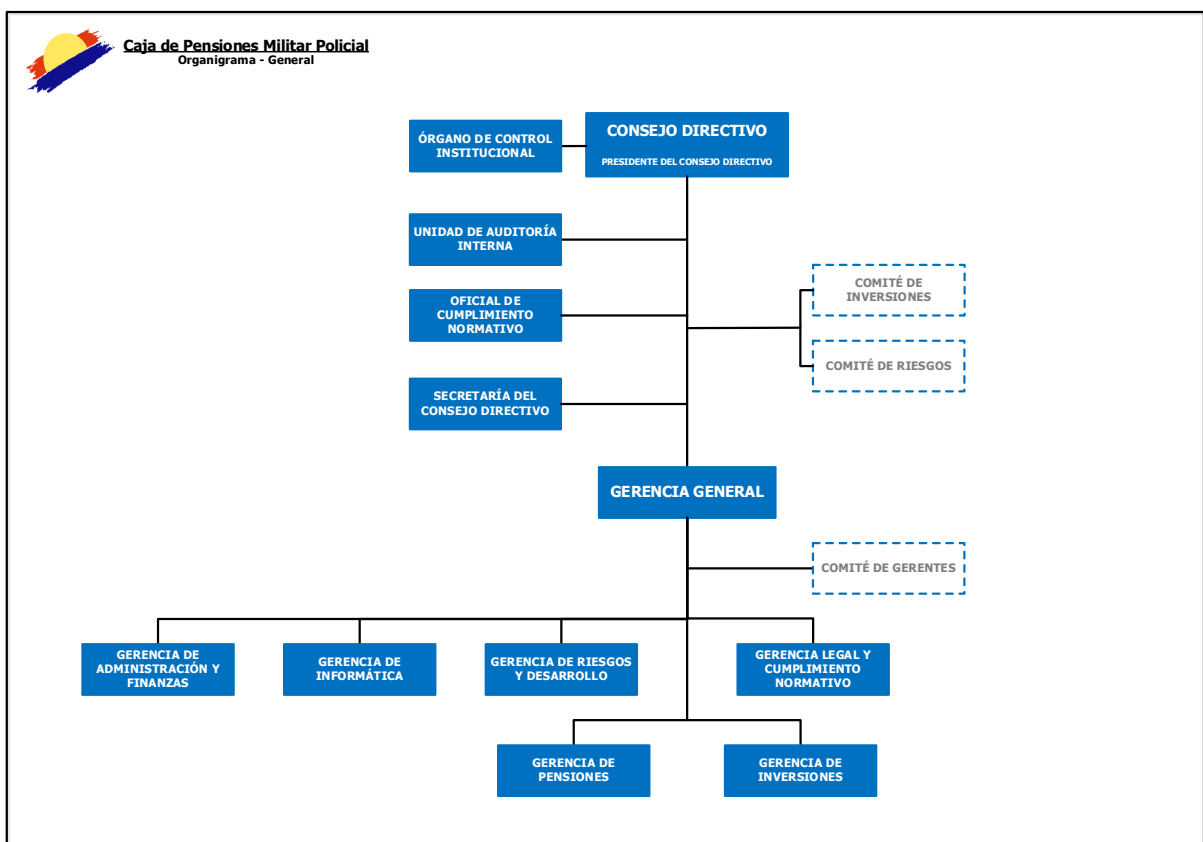 Caja de Pensiones Militar Policial
Organigrama - General
ÓRGANO DE CONTROL
INSTITUCIONAL
CONSEJO DIRECTIVO
PRESIDENTE DEL CONSEJO DIRECTIVO
UNIDAD DE AUDITORÍA
INTERNA
OFICIAL DE
CUMPLIMIENTO
NORMATIVO
COMITÉ DE
INVERSIONES
COMITÉ DE RIESGOS
SECRETARÍA DEL
CONSEJO DIRECTIVO
GERENCIA GENERAL
COMITÉ DE GERENTES
GERENCIA DE
ADMINISTRACIÓN Y
FINANZAS
GERENCIA DE
INFORMÁTICA
GERENCIA DE RIESGOS
Y DESARROLLO
GERENCIA LEGAL Y
CUMPLIMIENTO
NORMATIVO
GERENCIA DE
PENSIONES
GERENCIA DE
INVERSIONES